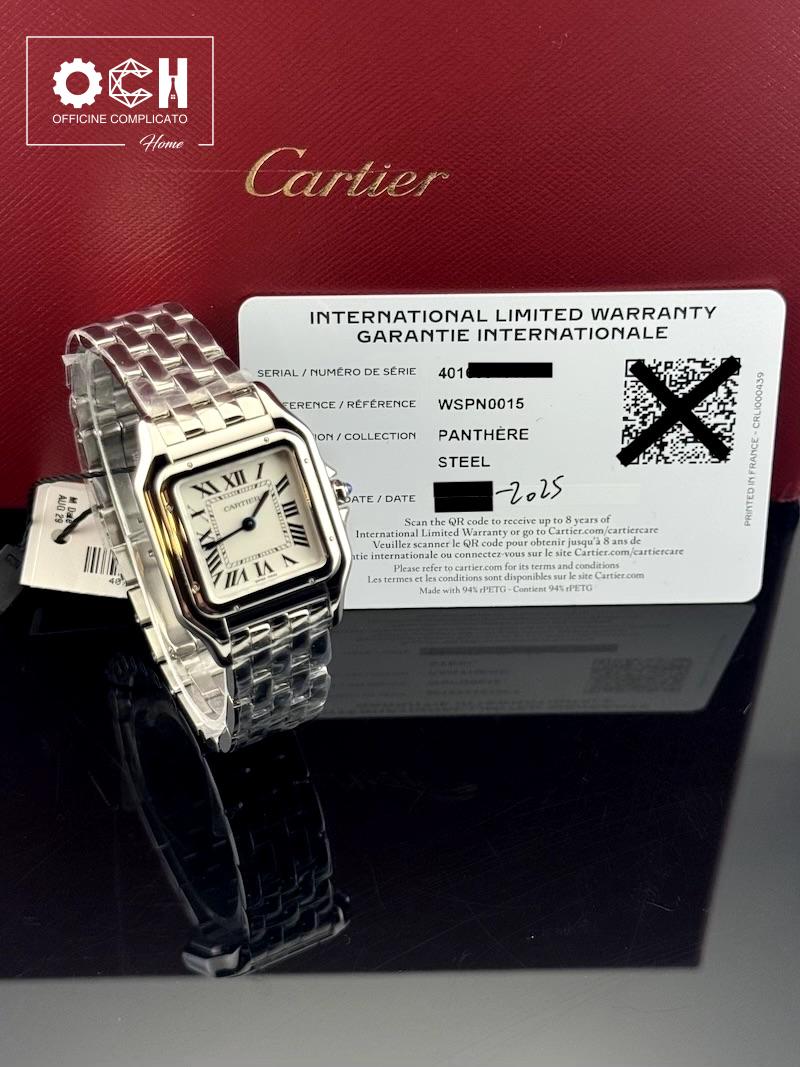 OCH
OFFICINE COMPLICATO
Home
Cartier
INTERNATIONAL LIMITED WARRANTY
GARANTIE INTERNATIONALE
SERIAL / NUMÉRO DE SÉRIE 401
/ RÉFÉRENCE WSPN0015
/ COLLECTION PANTHÈRE
STEEL
DATE / DATE -2025
Scan the QR code to receive up to 8 years of
International Limited Warranty or go to Cartier.com/cartiercare
Veuillez scanner le QR code pour obtenir jusqu'à 8 ans de
internationale ou connectez-vous sur le site Cartier.com/cartiercare
Please refer to cartier.com for its terms and conditions
Les termes et les conditions sont disponibles sur le site Cartier.com
Made with 94% rPETG - Contient 94% rPETG
PRINTED IN FRANCE - CRLI000439
XII
CARTIER
AUG 29